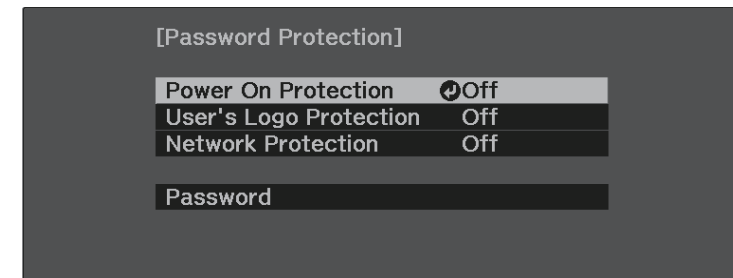 [Password Protection]
Power On Protection Off
User's Logo Protection Off
Network Protection Off
Password